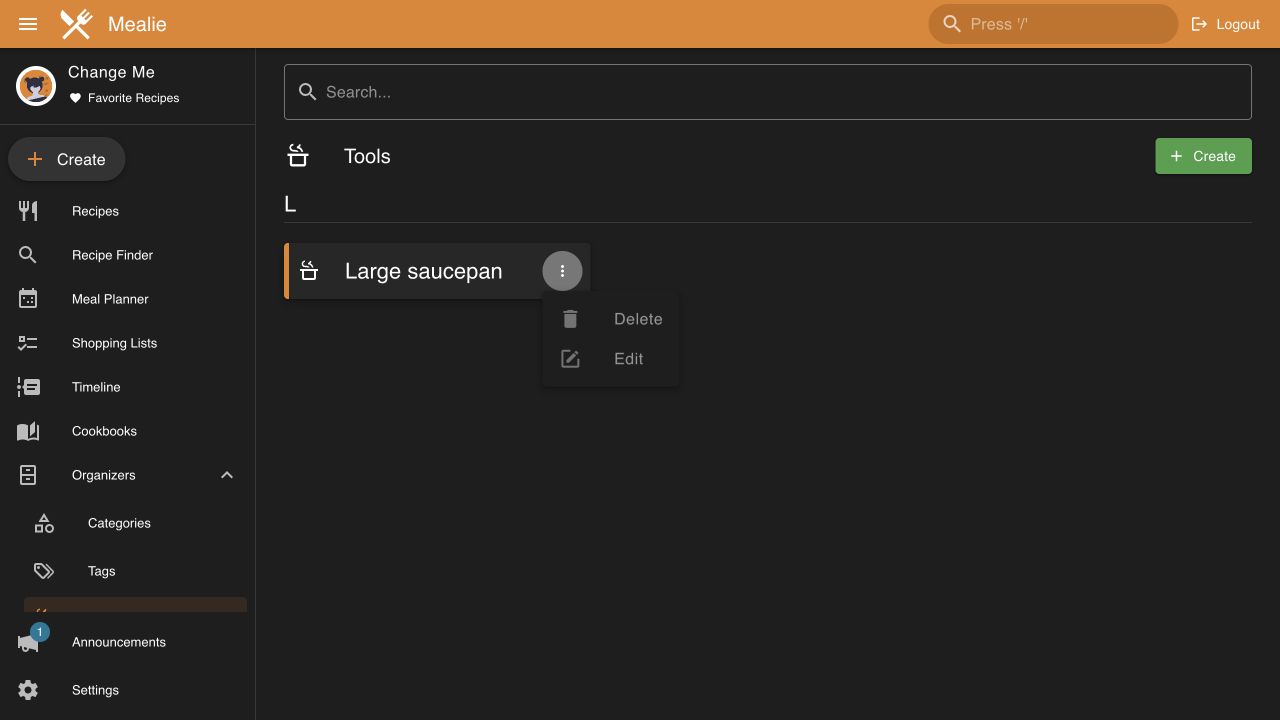 Mealie
Press '/'
Logout
Change Me
Favorite Recipes
Search...
Create
Tools
Create
L
Large saucepan
Delete
Edit
Recipes
Recipe Finder
Meal Planner
Shopping Lists
Timeline
Cookbooks
Organizers
Categories
Tags
1
Announcements
Settings